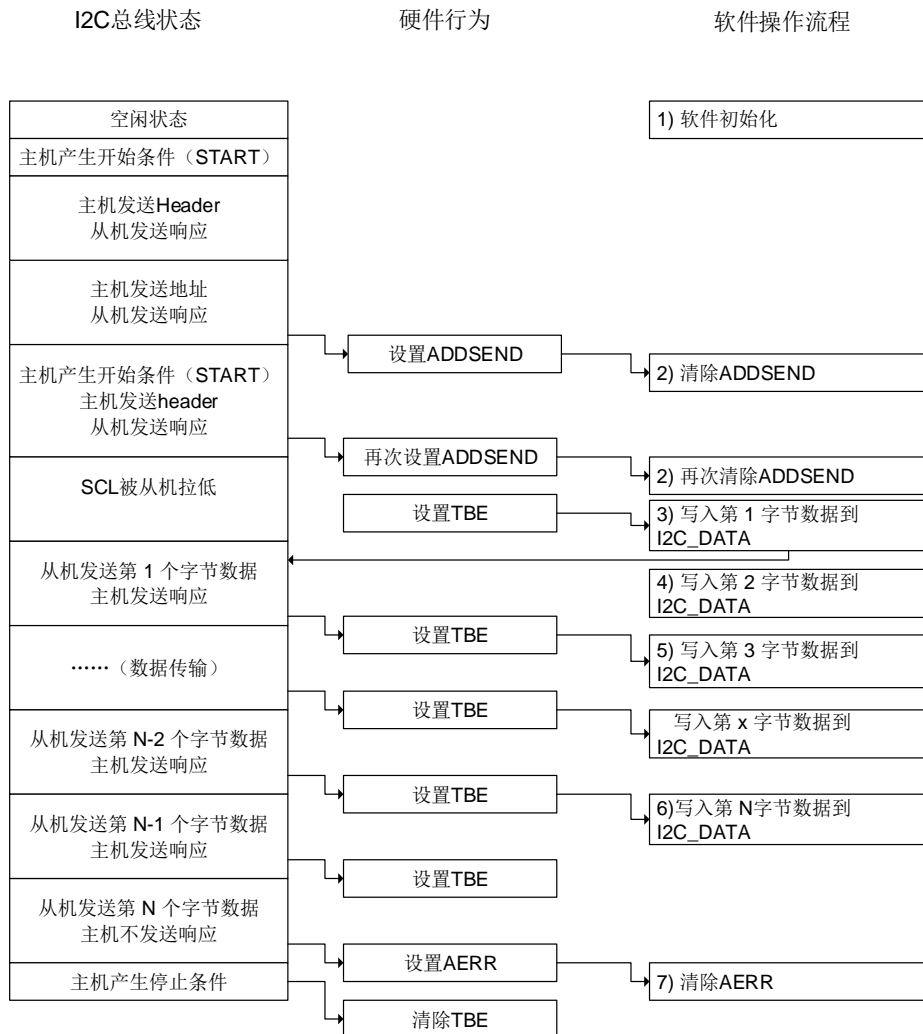 I2C总线状态
硬件行为
软件操作流程
空闲状态
1) 软件初始化
主机产生开始条件（START）
主机发送Header
从机发送响应
主机发送地址
从机发送响应
设置ADDSEND
2) 清除ADDSEND
主机产生开始条件（START）
主机发送header
从机发送响应
再次设置ADDSEND
2) 再次清除ADDSEND
SCL被从机拉低
设置TBE
3) 写入第 1 字节数据到
I2C_DATA
从机发送第 1 个字节数据
主机发送响应
4) 写入第 2 字节数据到
I2C_DATA
设置TBE
5) 写入第 3 字节数据到
I2C_DATA
……（数据传输）
设置TBE
写入第 x 字节数据到
I2C_DATA
从机发送第 N-2 个字节数据
主机发送响应
设置TBE
6)写入第 N字节数据到
I2C_DATA
从机发送第 N-1 个字节数据
主机发送响应
设置TBE
从机发送第 N 个字节数据
主机不发送响应
设置AERR
7) 清除AERR
主机产生停止条件
清除TBE